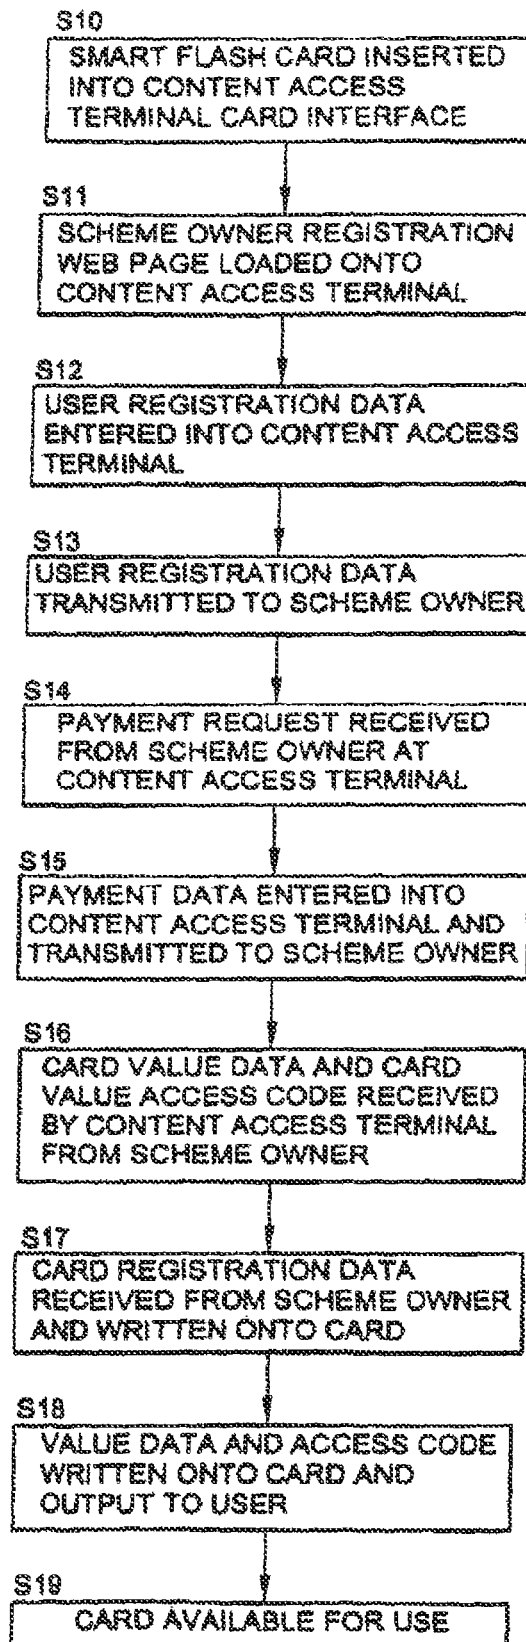 S10
SMART FLASH CARD INSERTED
INTO CONTENT ACCESS
TERMINAL CARD INTERFACE
S11
SCHEME OWNER REGISTRATION
WEB PAGE LOADED ONTO
CONTENT ACCESS TERMINAL
S12
USER REGISTRATION DATA
ENTERED INTO CONTENT ACCESS
TERMINAL
S13
USER REGISTRATION DATA
TRANSMITTED TO SCHEME OWNER
S14
PAYMENT REQUEST RECEIVED
FROM SCHEME OWNER AT
CONTENT ACCESS TERMINAL
S15
PAYMENT DATA ENTERED INTO
CONTENT ACCESS TERMINAL AND
TRANSMITTED TO SCHEME OWNER
S16
CARD VALUE DATA AND CARD
VALUE ACCESS CODE RECEIVED
BY CONTENT ACCESS TERMINAL
FROM SCHEME OWNER
S17
CARD REGISTRATION DATA
RECEIVED FROM SCHEME OWNER
AND WRITTEN ONTO CARD
S18
VALUE DATA AND ACCESS CODE
WRITTEN ONTO CARD AND
OUTPUT TO USER
S19
CARD AVAILABLE FOR USE